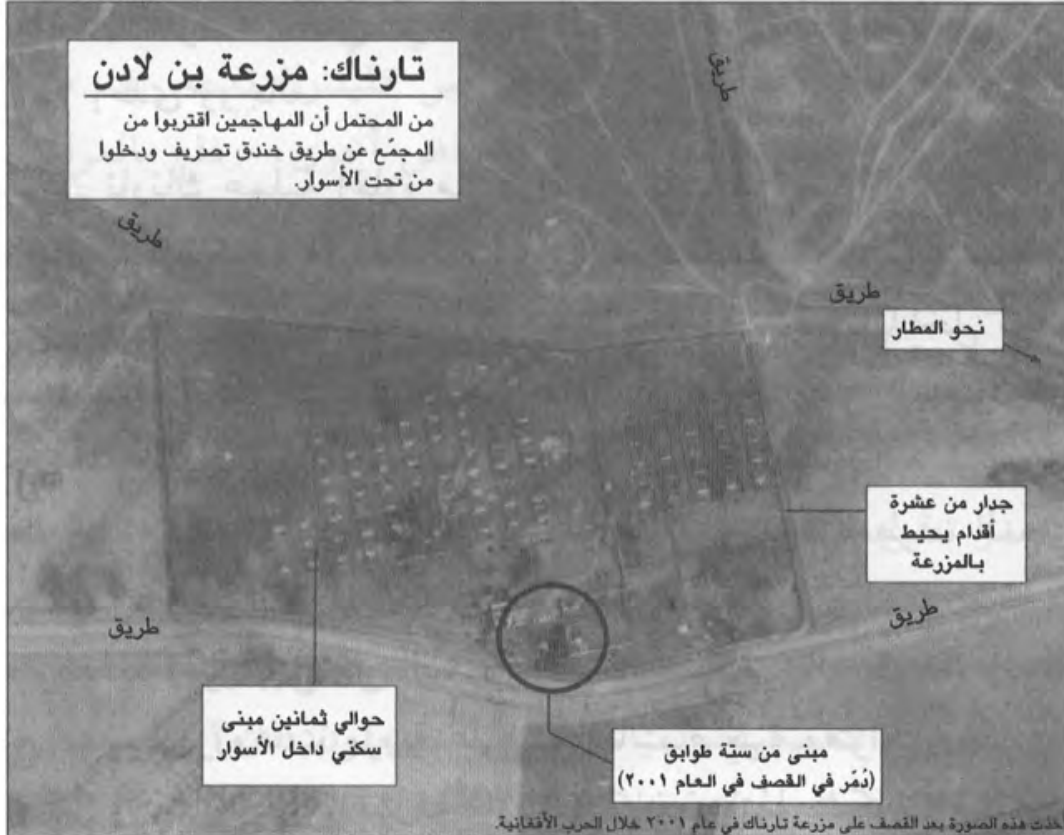 تارناك: مزرعة بن لادن
من المحتمل أن المهاجمين اقتربوا من
المجمّع عن طريق خندق تصريف ودخلوا
من تحت الأسوار.
طريق
طريق
طريق
نحو المطار
جدار من عشرة
أقدام يحيط
بالمزرعة
طريق
طريق
حوالي ثمانين مبنى
سكني داخل الأسوار
مبنى من ستة طوابق
(دُمّر في القصف في العام ٢٠٠١)
هذه الصورة بعد القصف على مزرعة تارناك في عام ٢٠٠١ خلال الحرب الأفغانية.